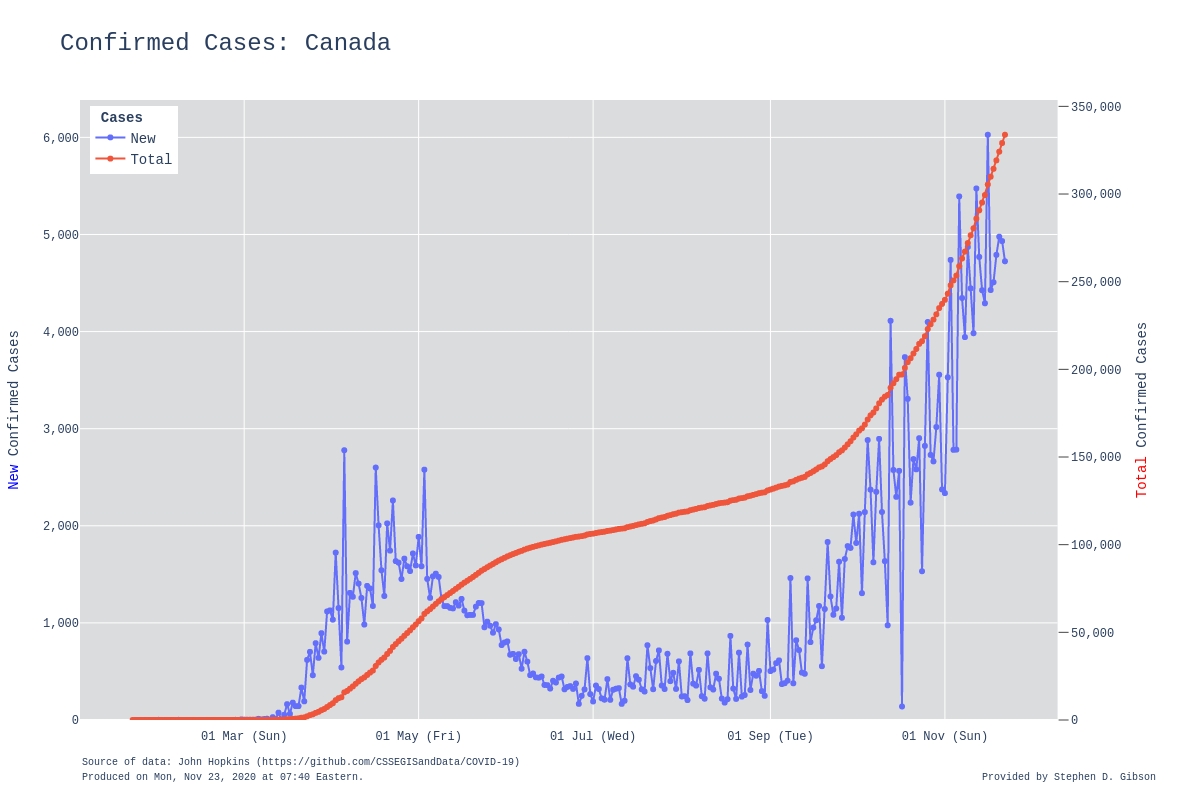 Confirmed Cases: Canada
Cases
New
Total
6,000
5,000
4,000
3,000
2,000
1,000
0
New Confirmed Cases
350,000
300,000
250,000
200,000
150,000
100,000
50,000
0
Total Confirmed Cases
01 Mar (Sun)
01 May (Fri)
01 Jul (Wed)
01 Sep (Tue)
01 Nov (Sun)
Source of data: John Hopkins (https://github.com/CSSEGISandData/COVID-19)
Produced on Mon, Nov 23, 2020 at 07:40 Eastern.
Provided by Stephen D. Gibson